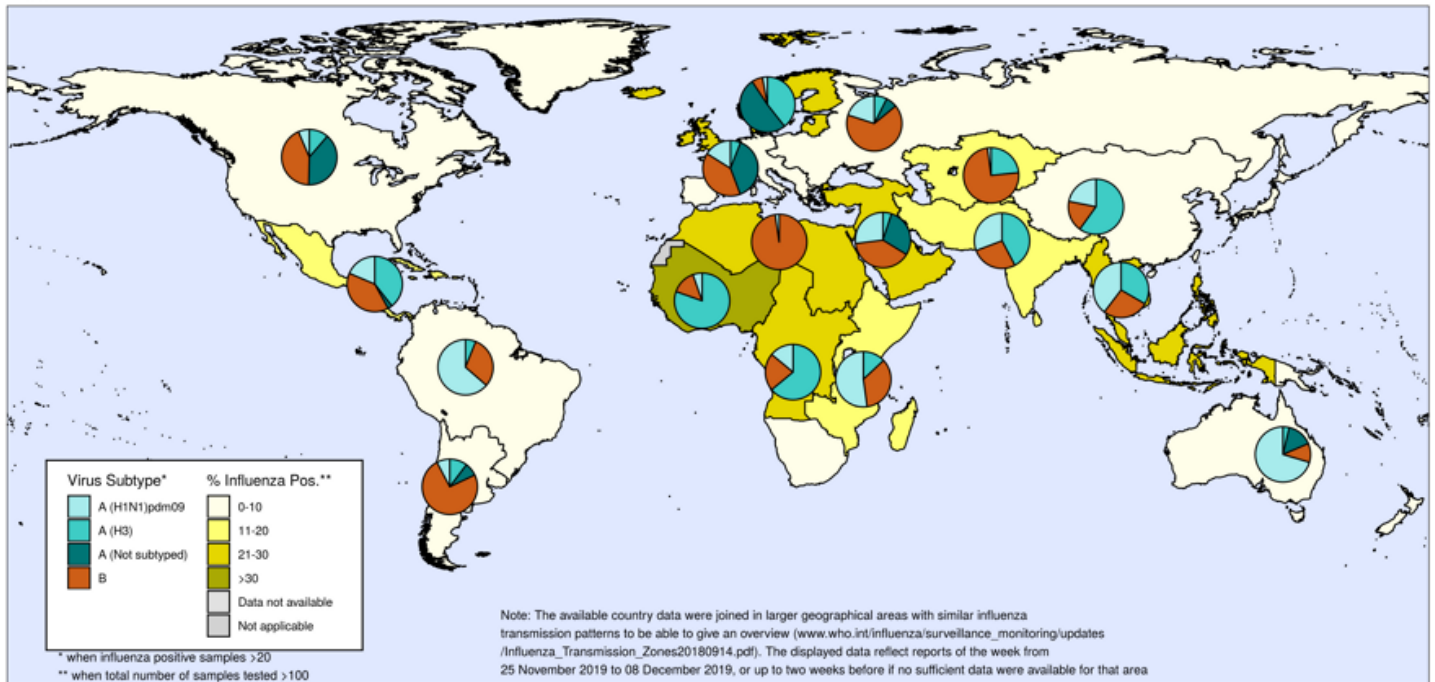 Virus Subtype*
A (H1N1)pdm09
A (H3)
A (Not subtyped)
B
% Influenza Pos.**
0-10
11-20
21-30
>30
Data not available
Not applicable
* when influenza positive samples >20
** when total number of samples tested >100
Note: The available country data were joined in larger geographical areas with similar influenza
transmission patterns to be able to give an overview (www.who.int/influenza/surveillance_monitoring/updates
/Influenza_Transmission_Zones20180914.pdf). The displayed data reflect reports of the week from
25 November 2019 to 08 December 2019, or up to two weeks before if no sufficient data were available for that area